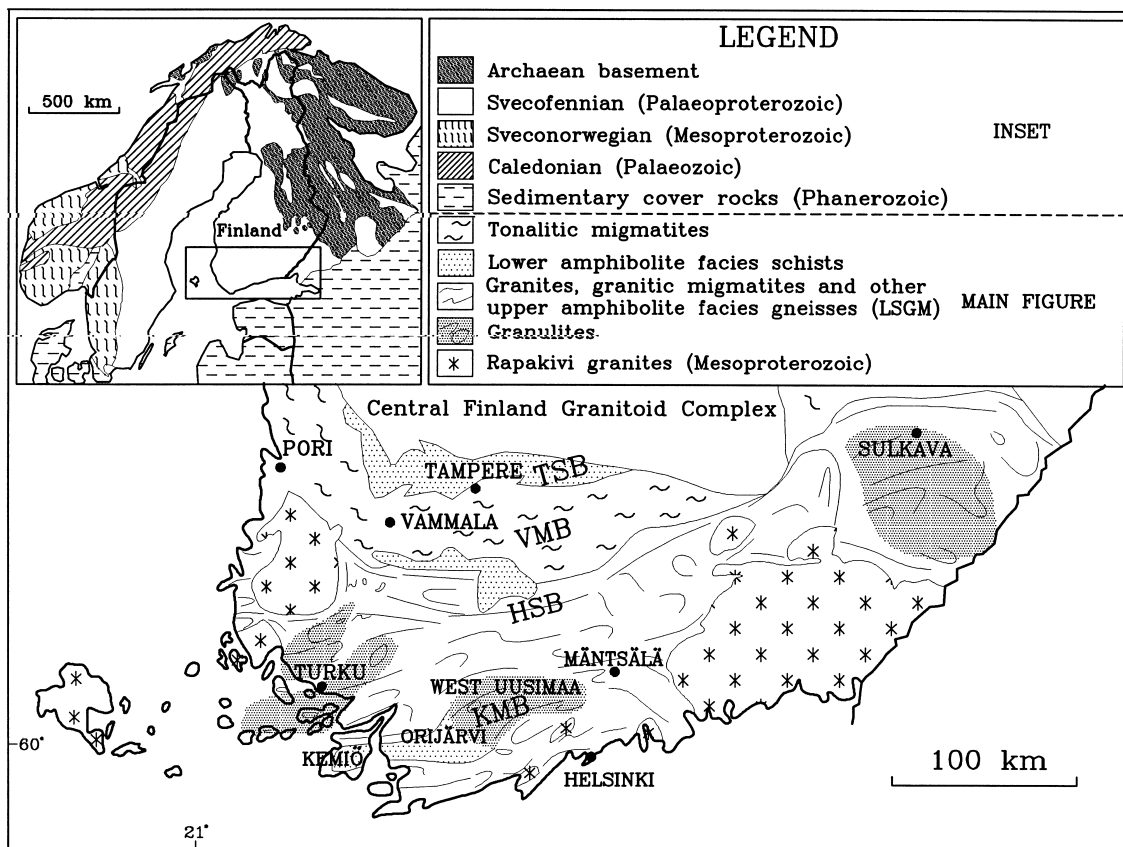 500 km
Finland
LEGEND
Archaean basement
Svecofennian (Palaeoproterozoic)
Sveconorwegian (Mesoproterozoic)
Caledonian (Palaeozoic)
Sedimentary cover rocks (Phanerozoic)
INSET
Tonalitic migmatites
Lower amphibolite facies schists
Granites, granitic migmatites and other
upper amphibolite facies gneisses (LSGM)
Granulites
Rapakivi granites (Mesoproterozoic)
MAIN FIGURE
Central Finland Granitoid Complex
PORI
TAMPERE
TSB
SULKAVA
VAMMALA
VMB
HSB
TURKU
MÄNTSÄLÄ
WEST UUSIMAA
KMB
ORIJÄRVI
KEMIÖ
HELSINKI
60°
100 km
21°